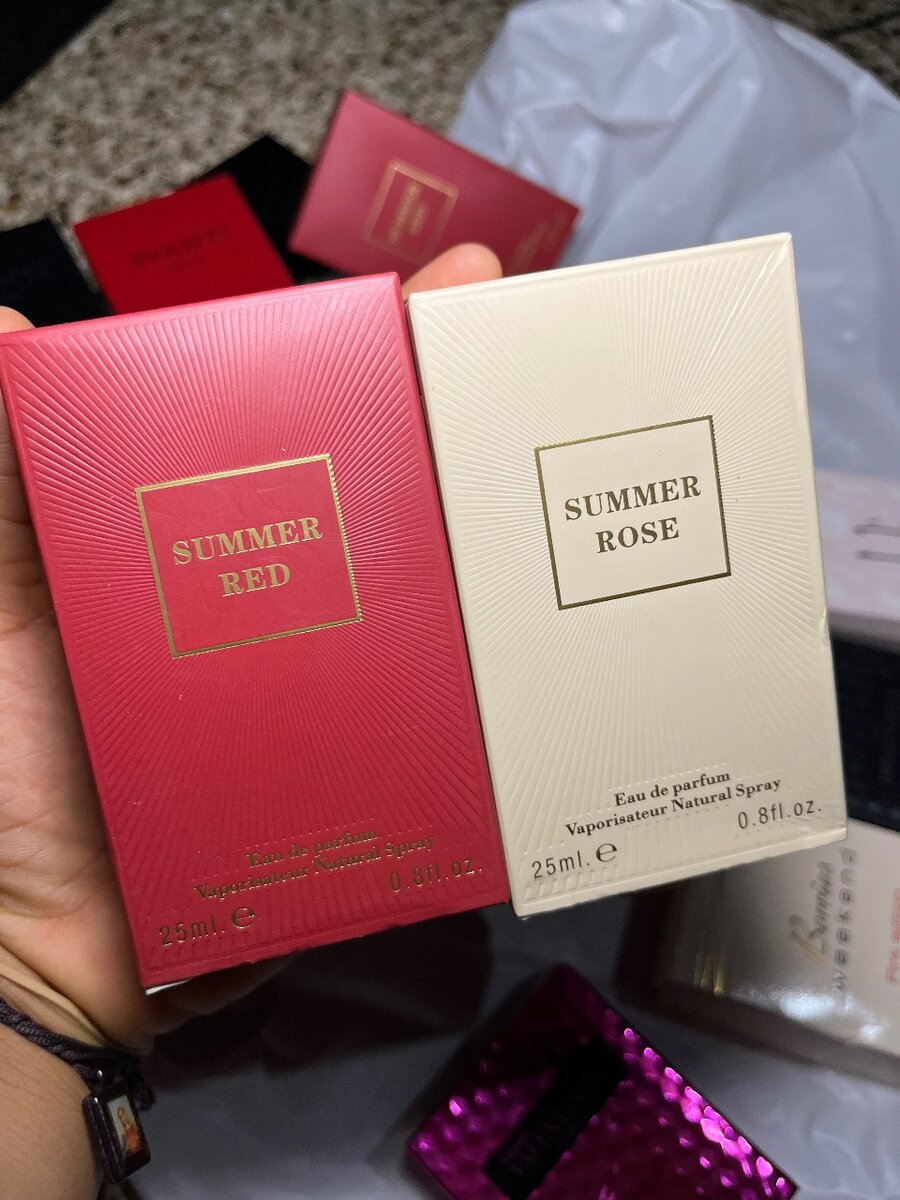 SUMMER
RED
Eau de parfum
Vaporisateur Natural Spray
25ml. ℮ 0.8fl.oz.
SUMMER
ROSE
Eau de parfum
Vaporisateur Natural Spray
25ml. ℮ 0.8fl.oz.
weekend